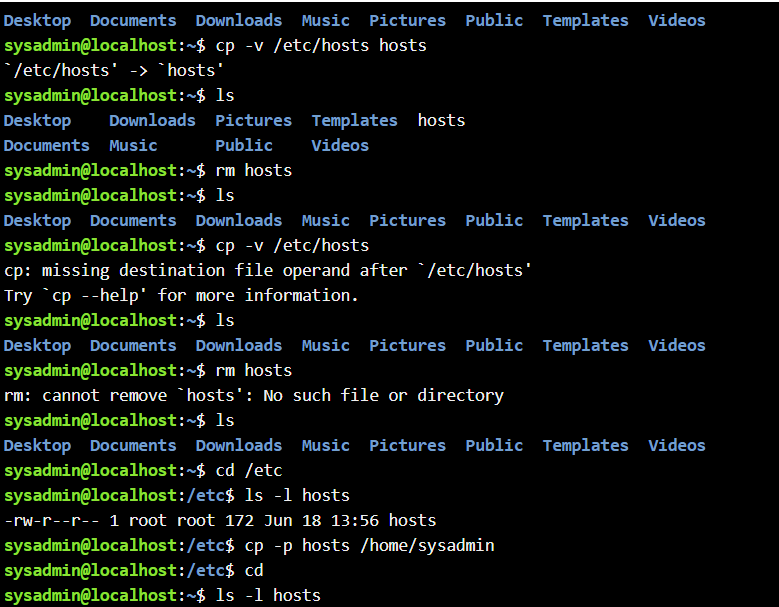 Desktop  Documents  Downloads  Music  Pictures  Public  Templates  Videos
sysadmin@localhost:~$ cp -v /etc/hosts hosts
`/etc/hosts' -> `hosts'
sysadmin@localhost:~$ ls
Desktop    Downloads  Pictures  Templates  hosts
Documents  Music      Public    Videos
sysadmin@localhost:~$ rm hosts
sysadmin@localhost:~$ ls
Desktop  Documents  Downloads  Music  Pictures  Public  Templates  Videos
sysadmin@localhost:~$ cp -v /etc/hosts
cp: missing destination file operand after `/etc/hosts'
Try `cp --help' for more information.
sysadmin@localhost:~$ ls
Desktop  Documents  Downloads  Music  Pictures  Public  Templates  Videos
sysadmin@localhost:~$ rm hosts
rm: cannot remove `hosts': No such file or directory
sysadmin@localhost:~$ ls
Desktop  Documents  Downloads  Music  Pictures  Public  Templates  Videos
sysadmin@localhost:~$ cd /etc
sysadmin@localhost:/etc$ ls -l hosts
-rw-r--r-- 1 root root 172 Jun 18 13:56 hosts
sysadmin@localhost:/etc$ cp -p hosts /home/sysadmin
sysadmin@localhost:/etc$ cd
sysadmin@localhost:~$ ls -l hosts